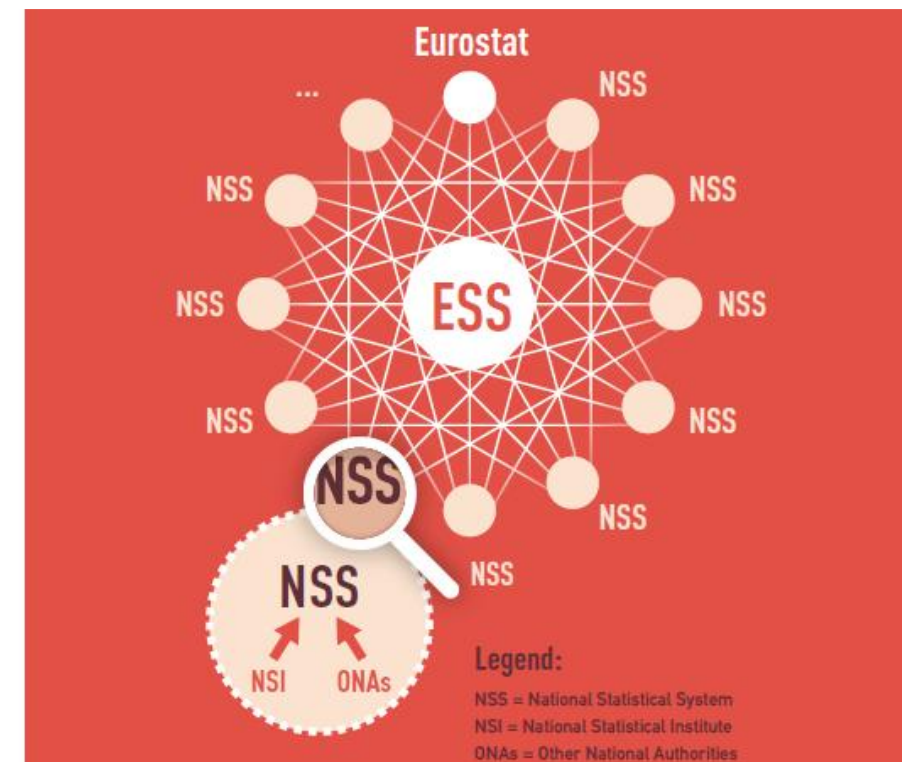 Eurostat
...
NSS
NSS
NSS
NSS
NSS
ESS
NSS
NSS
NSS
NSS
NSS
NSS
NSS
NSI
ONAs
Legend:
NSS = National Statistical System
NSI = National Statistical Institute
ONAs = Other National Authorities